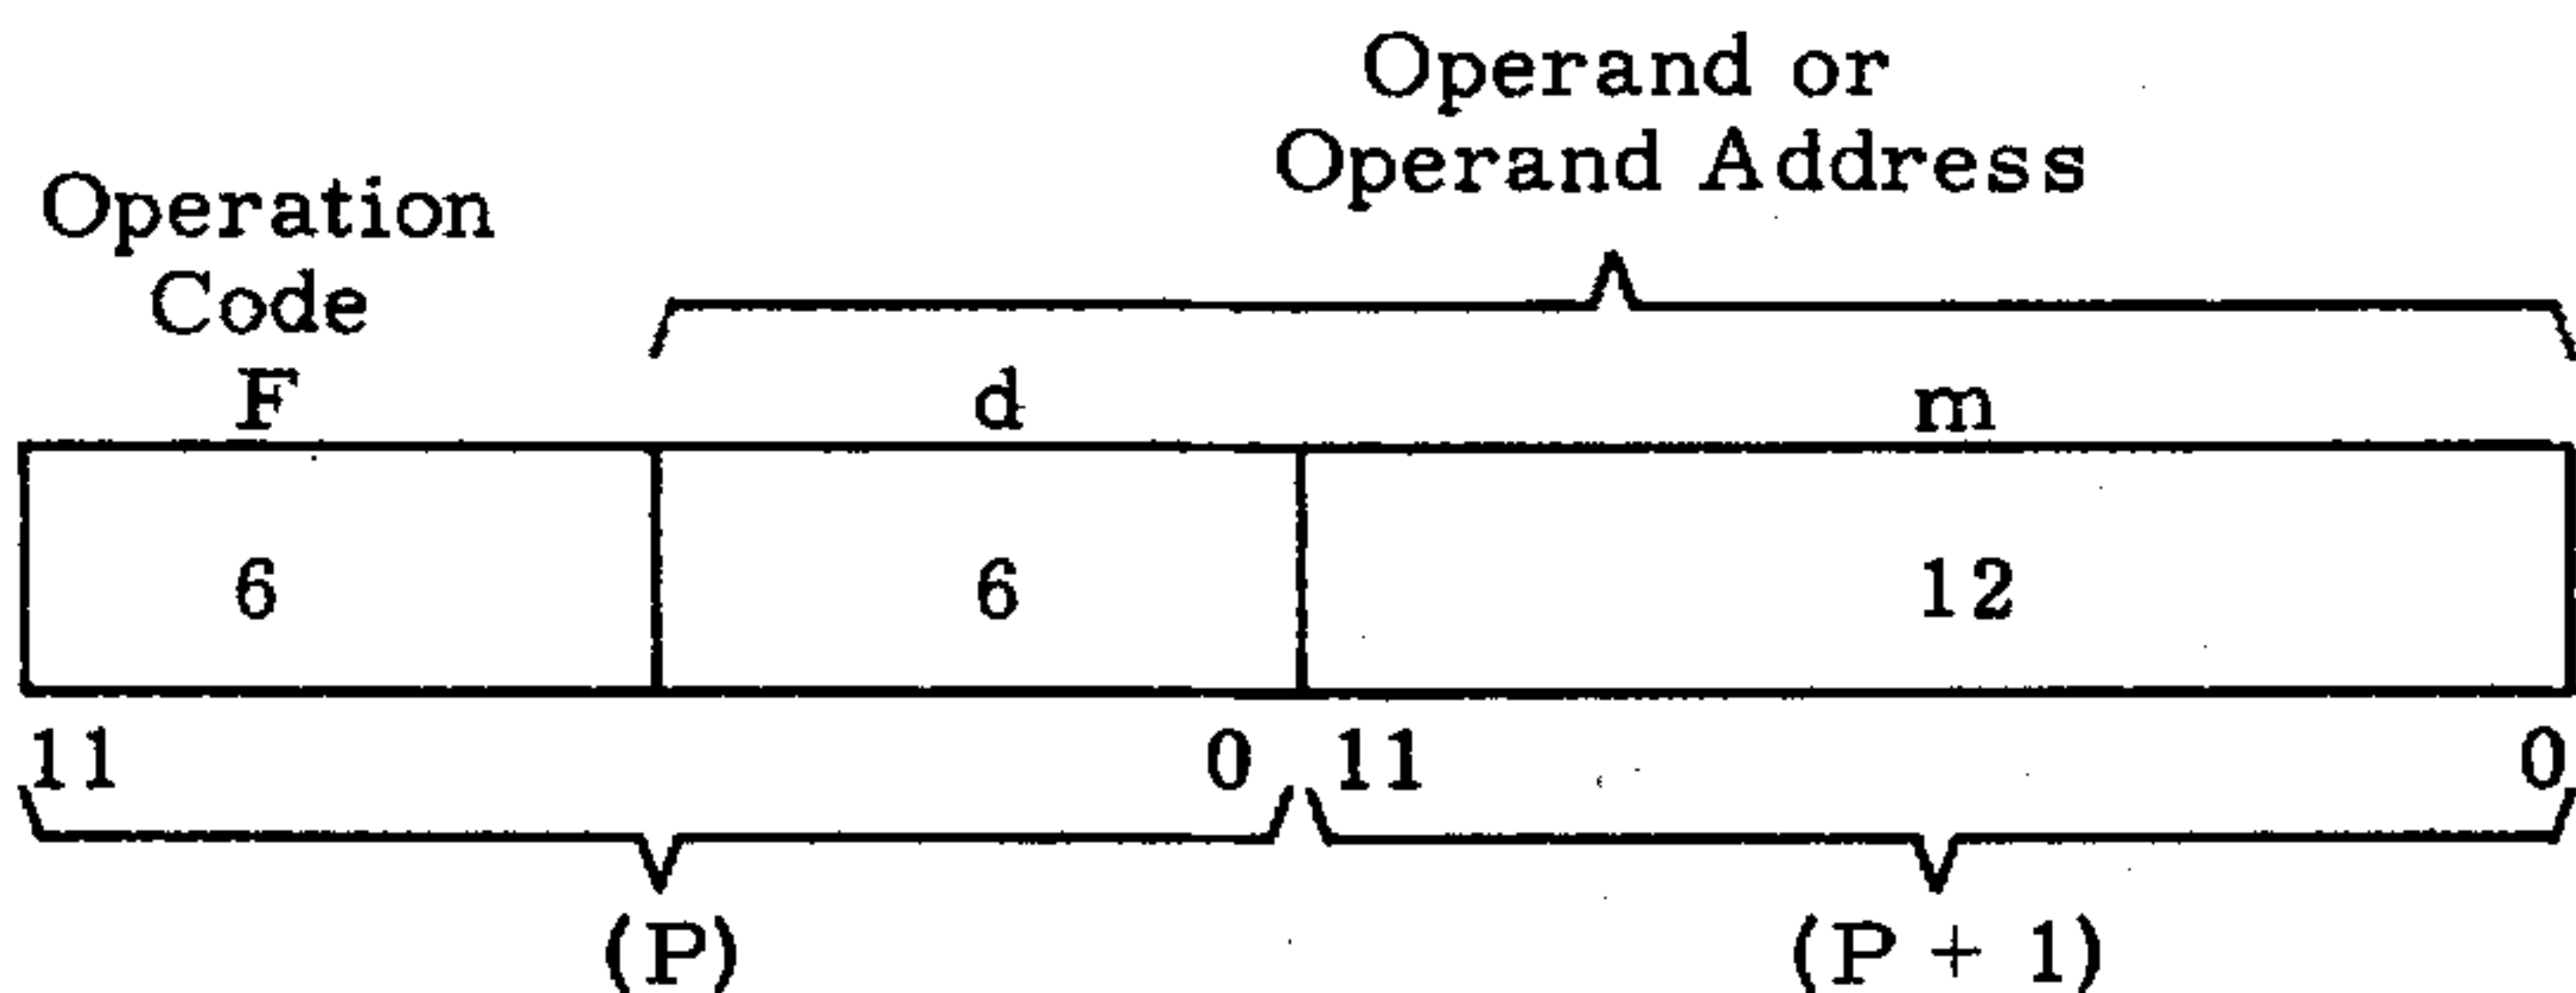 Operand or
Operand Address
Operation
Code
F d m
6 6 12
11 0 11 0
(P) (P + 1)